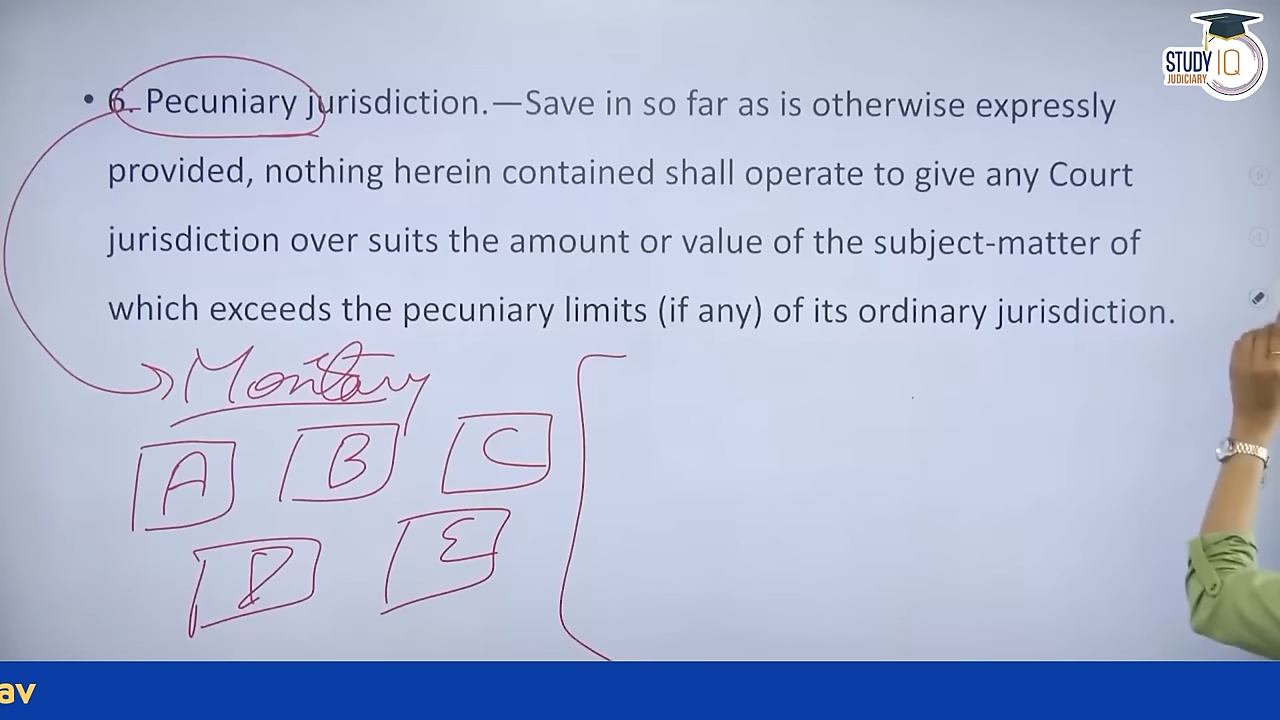 STUDY IQ
JUDICIARY
• 6. Pecuniary jurisdiction.—Save in so far as is otherwise expressly
provided, nothing herein contained shall operate to give any Court
jurisdiction over suits the amount or value of the subject-matter of
which exceeds the pecuniary limits (if any) of its ordinary jurisdiction.
A B C
D E
av